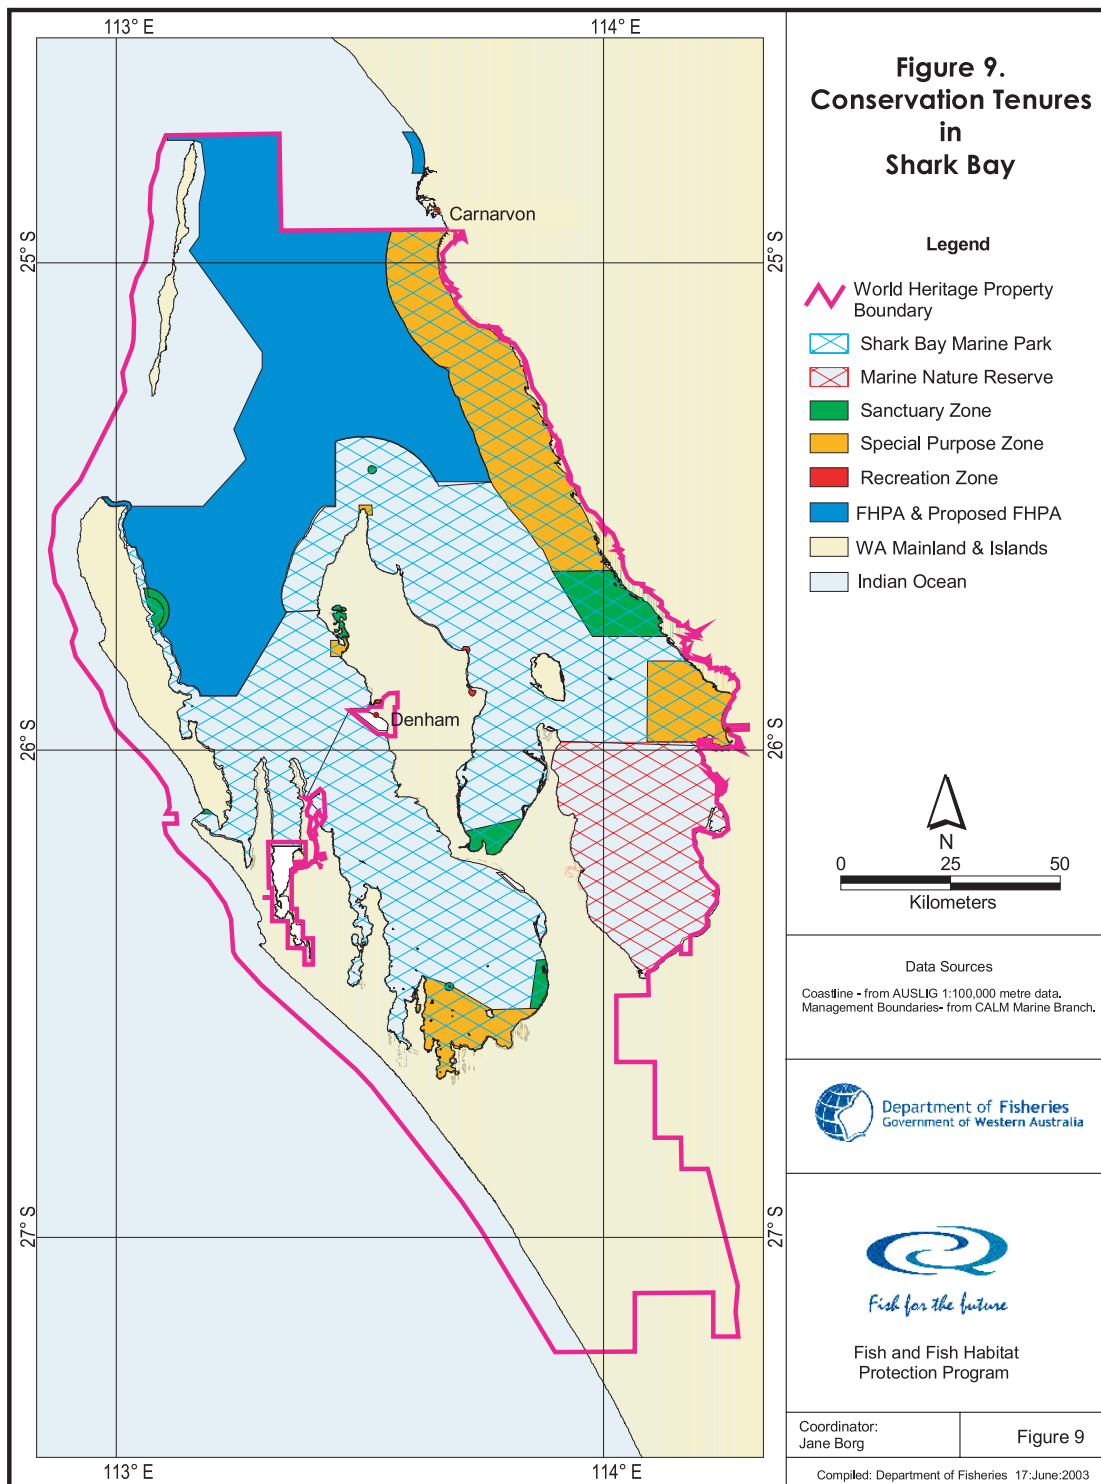 113° E
114° E
25° S
25° S
26° S
26° S
27° S
27° S
113° E
114° E
Carnarvon
Denham
Figure 9.
Conservation Tenures
in
Shark Bay
Legend
World Heritage Property
Boundary
Shark Bay Marine Park
Marine Nature Reserve
Sanctuary Zone
Special Purpose Zone
Recreation Zone
FHPA & Proposed FHPA
WA Mainland & Islands
Indian Ocean
N
0 25 50
Kilometers
Data Sources
Coastline - from AUSLIG 1:100,000 metre data.
Management Boundaries- from CALM Marine Branch.
Department of Fisheries
Government of Western Australia
Fish for the future
Fish and Fish Habitat
Protection Program
Coordinator:
Jane Borg
Figure 9
Compiled: Department of Fisheries 17:June:2003